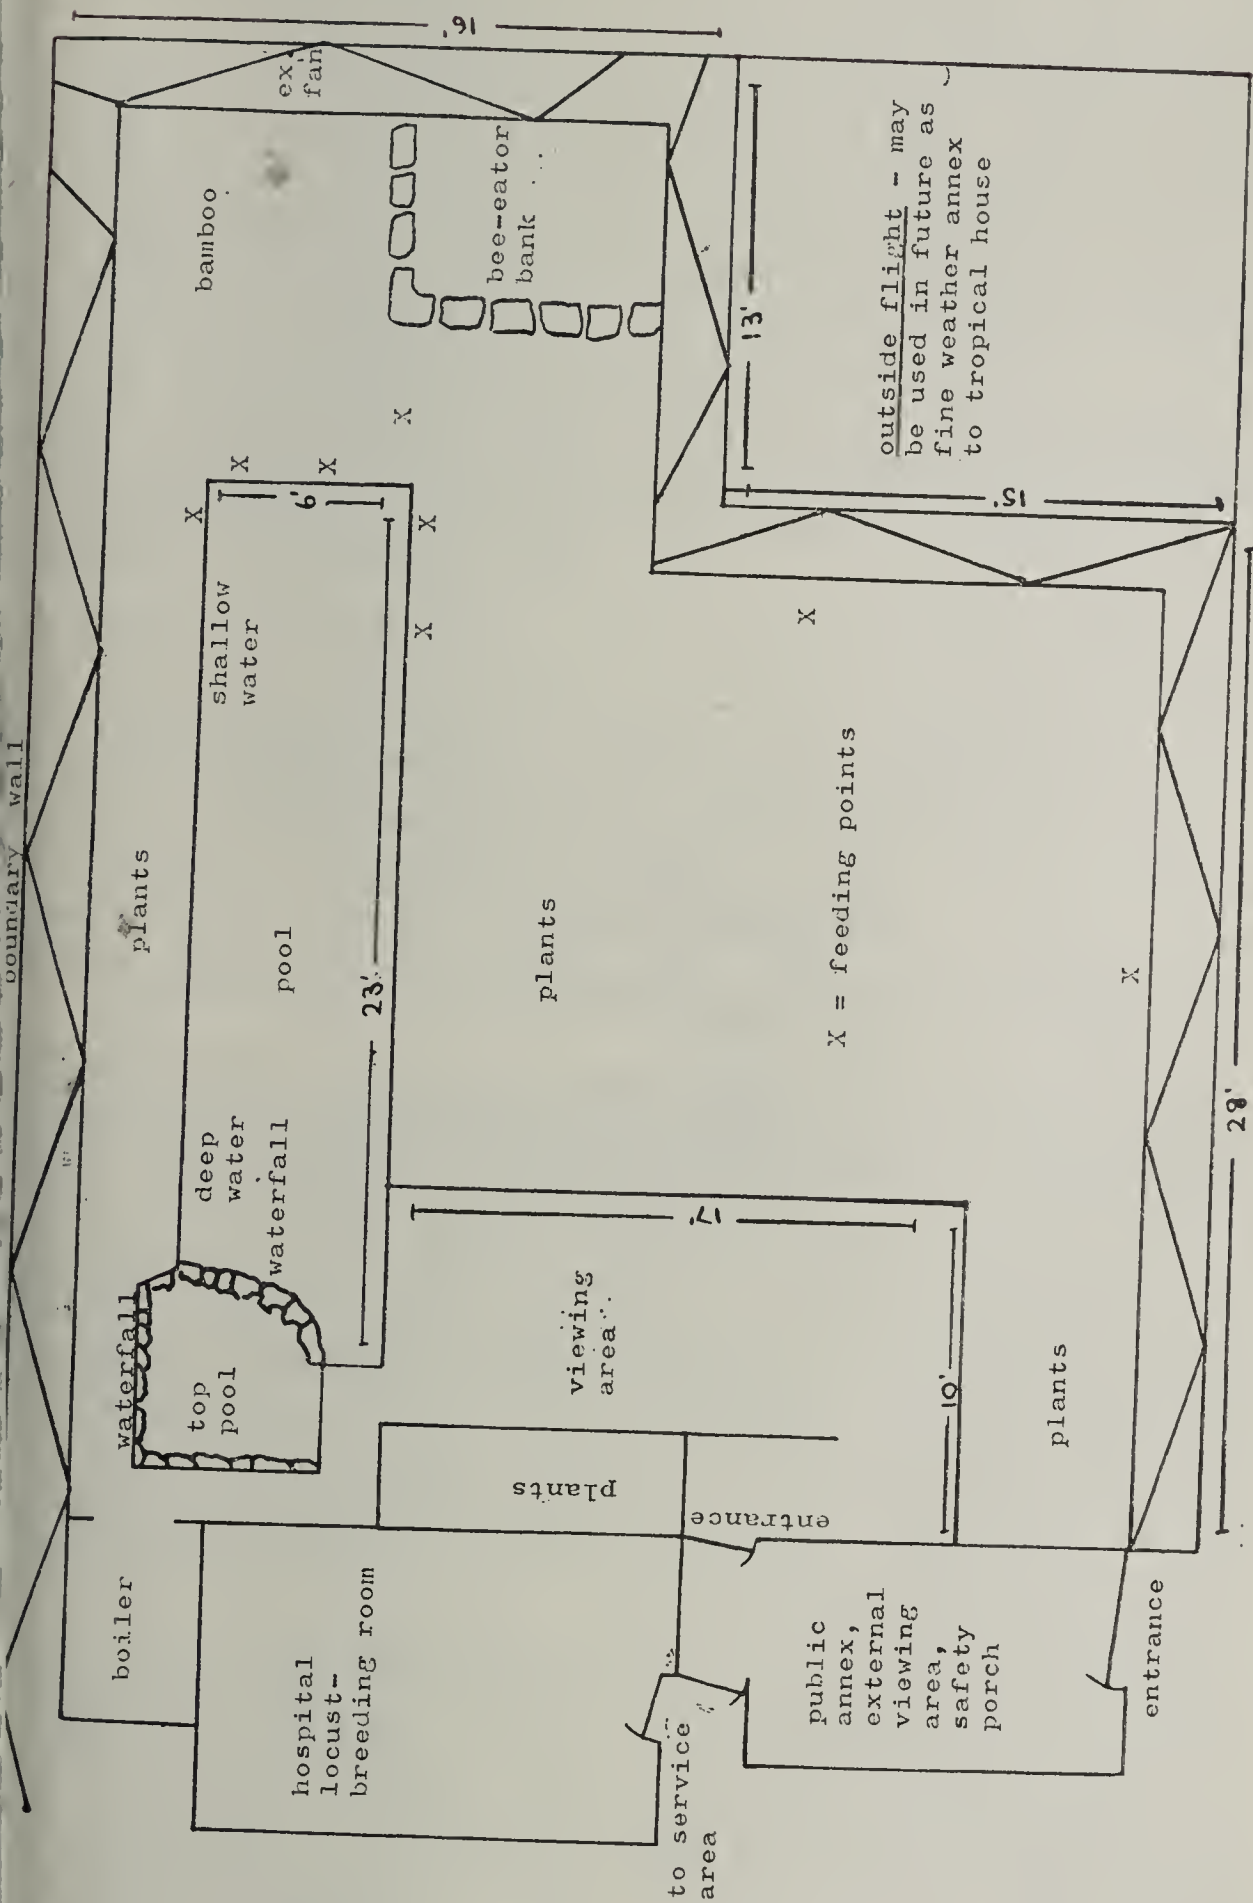 boundary wall
16'
ex.
fan
bamboo
bee-eator
bank
plants
shallow
water
6'
pool
23'
deep
water
waterfall
waterfall
top
pool
13'
outside flight - may
be used in future as
fine weather annex
to tropical house
15'
plants
X = feeding points
X
X
X
X
X
X
X
X
17'
viewing
area
10'
plants
entrance
plants
28'
boiler
hospital
locust-
breeding room
to service
area
public
annex,
external
viewing
area,
safety
porch
entrance